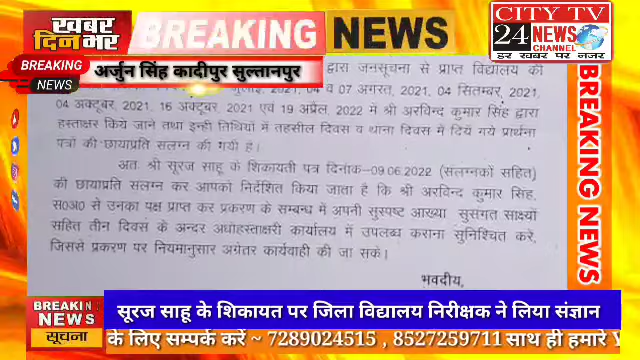 खबर
दिन भर
BREAKING NEWS
CITY TV
24 NEWS
CHANNEL
हर खबर पर नजर
BREAKING
NEWS
अर्जुन सिंह कादीपुर सुल्तानपुर
द्वारा जनसूचना से प्राप्त विद्यालय की
जुलाई, 2021, 04 व 07 अगस्त, 2021, 04 सितम्बर, 2021,
04 अक्टूबर, 2021, 16 अक्टूबर, 2021 एवं 19 अप्रैल, 2022 में श्री अरविन्द कुमार सिंह द्वारा
हस्ताक्षर किये जाने तथा इन्ही तिथियों में तहसील दिवस व थाना दिवस में दिये गये प्रार्थना
पत्रों की छायाप्रति संलग्न की गयी है।
अतः श्री सूरज साहू के शिकायती पत्र दिनांक-09.06.2022 (संलग्नकों सहित)
की छायाप्रति संलग्न कर आपको निर्देशित किया जाता है कि श्री अरविन्द कुमार सिंह,
स०अ० से उनका पक्ष प्राप्त कर प्रकरण के सम्बन्ध में अपनी सुस्पष्ट आख्या सुसंगत साक्ष्यों
सहित तीन दिवस के अन्दर अधोहस्ताक्षरी कार्यालय में उपलब्ध कराना सुनिश्चित करे,
जिससे प्रकरण पर नियमानुसार अग्रेतर कार्यवाही की जा सके।
भवदीय,
BREAKING NEWS
BREAKING
NEWS
सूचना
सूरज साहू के शिकायत पर जिला विद्यालय निरीक्षक ने लिया संज्ञान
के लिए सम्पर्क करें ~ 7289024515 , 8527259711 साथ ही हमारे Y